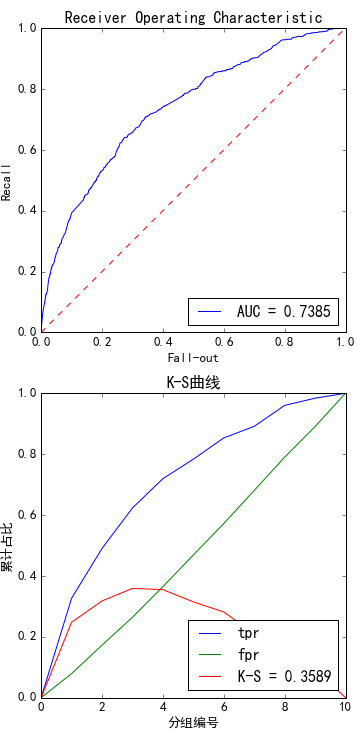 Receiver Operating Characteristic
1.0
0.8
0.6
0.4
0.2
0.0
Recall
AUC = 0.7385
0.0 0.2 0.4 0.6 0.8 1.0
Fall-out
K-S曲线
1.0
0.8
0.6
0.4
0.2
0.0
累计占比
tpr
fpr
K-S = 0.3589
0 2 4 6 8 10
分组编号